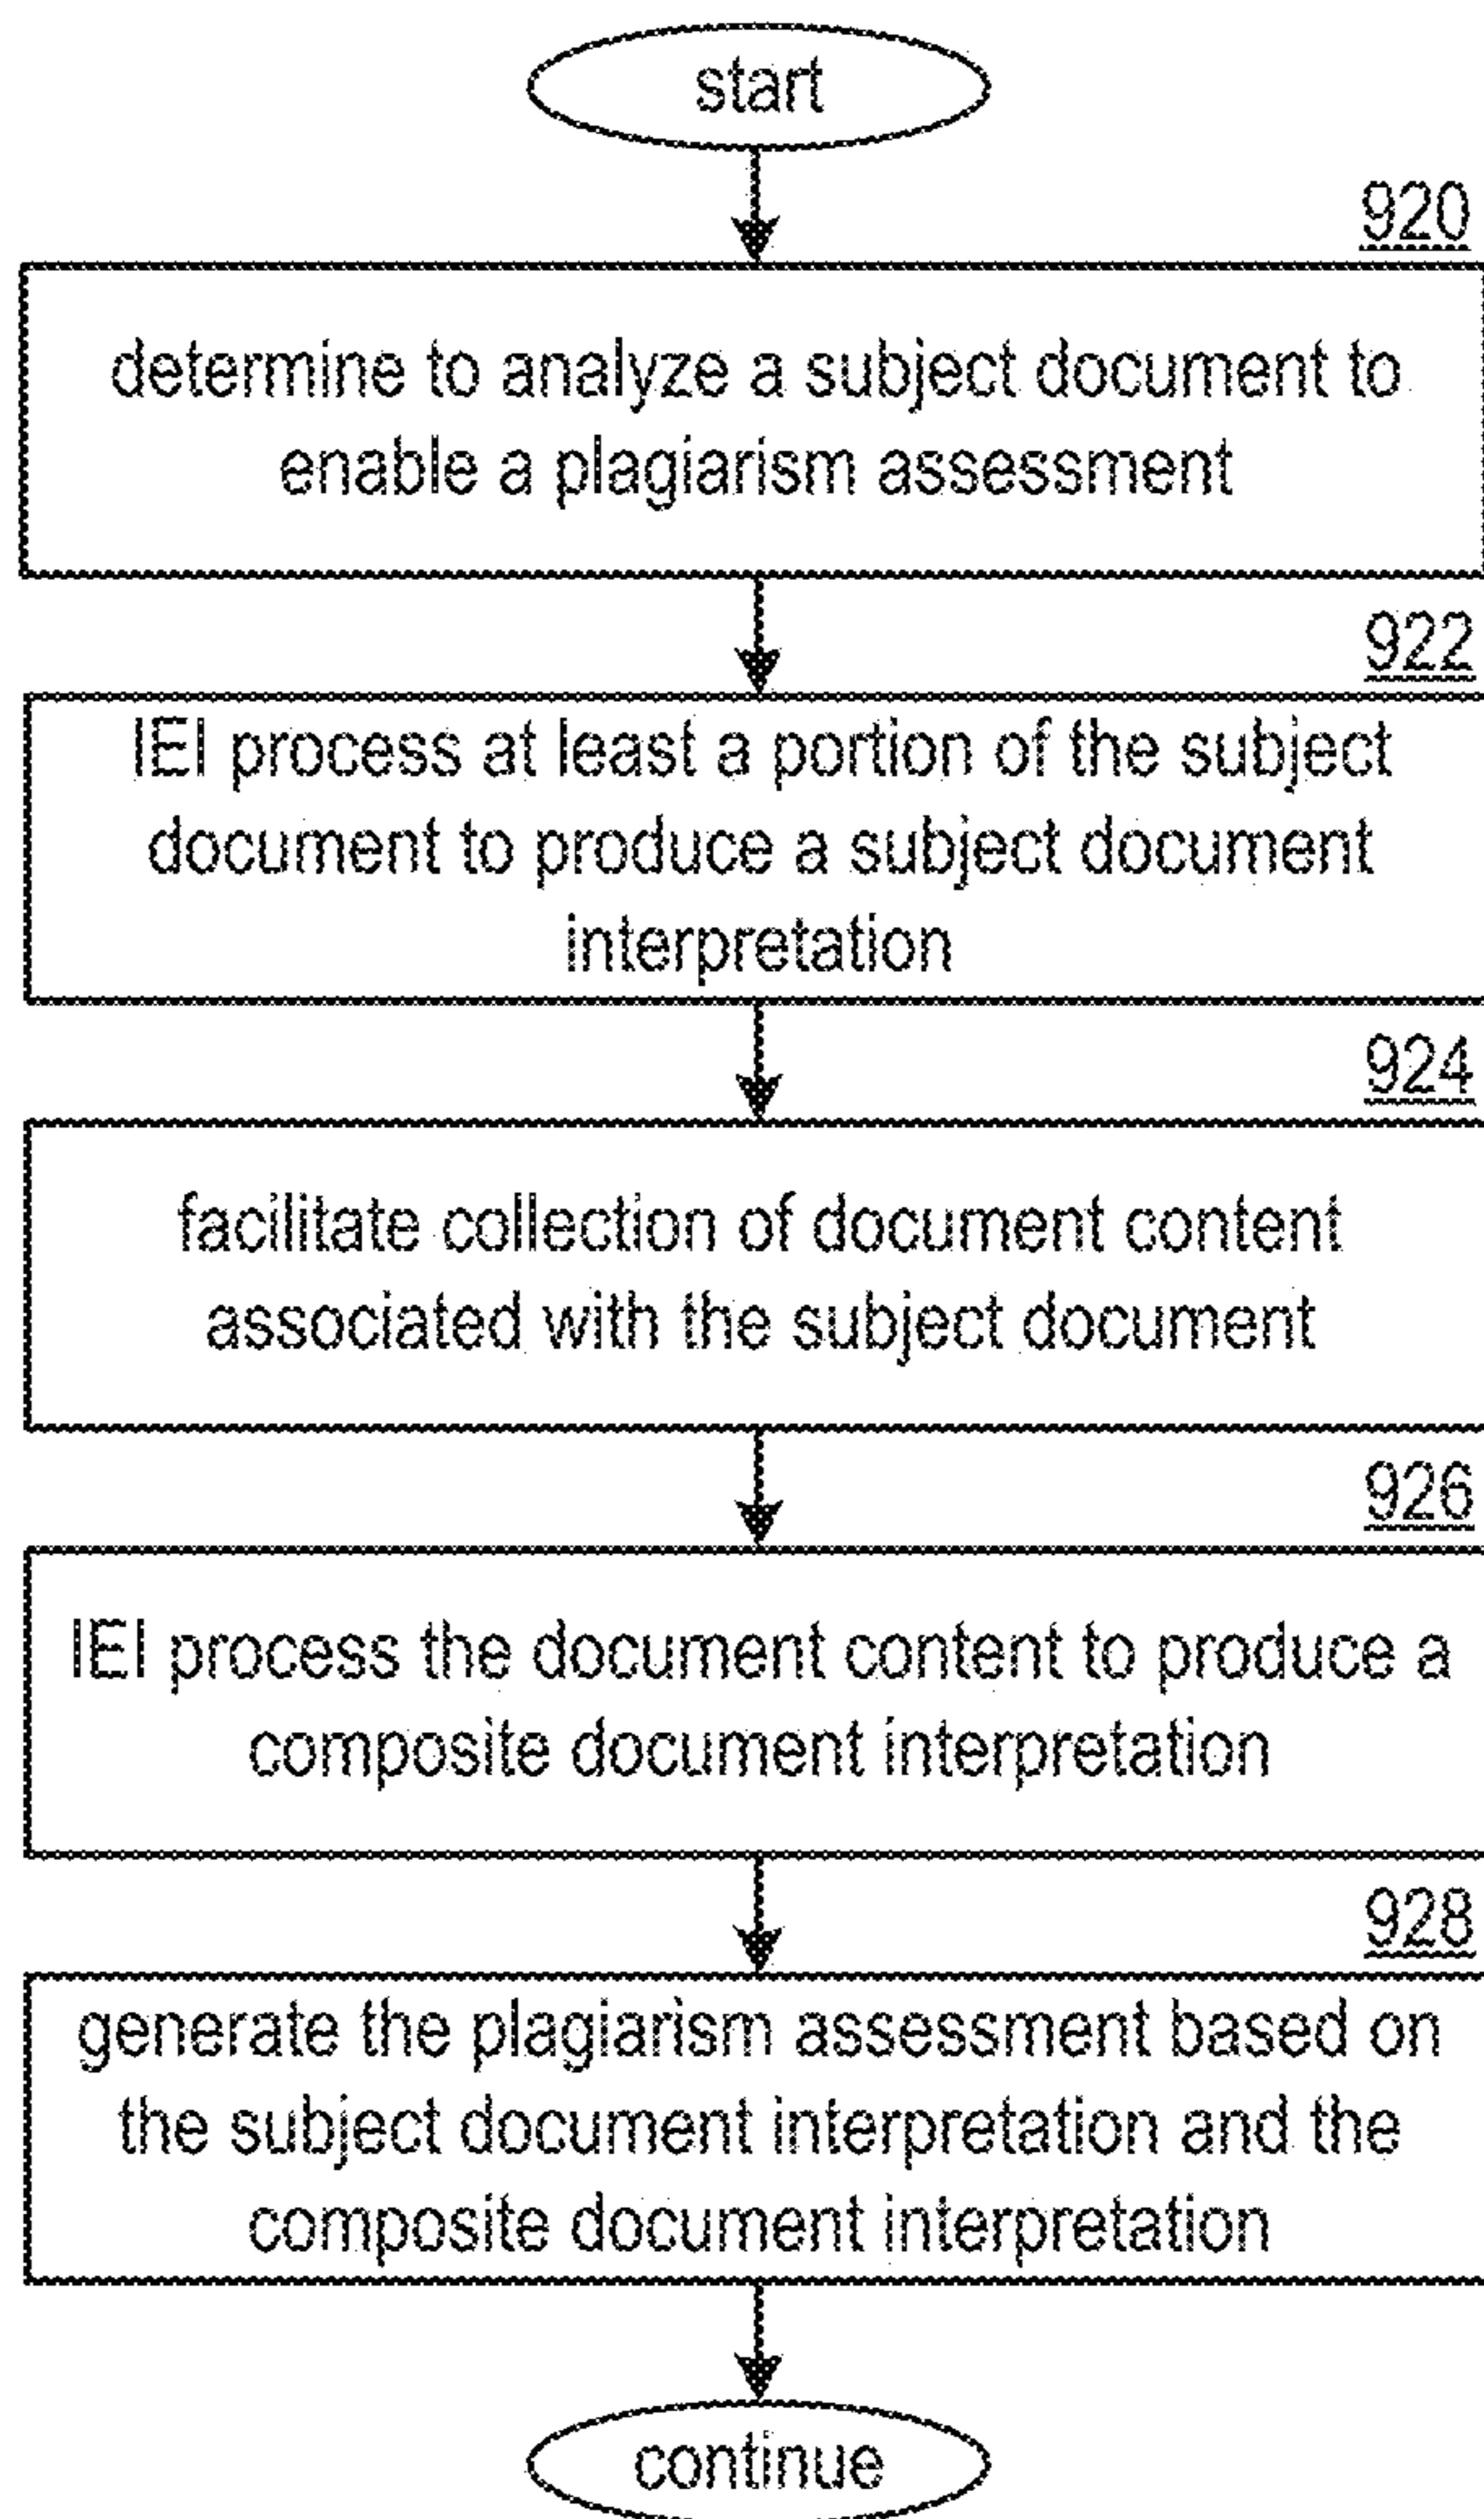 start
920
determine to analyze a subject document to
enable a plagiarism assessment
922
IEI process at least a portion of the subject
document to produce a subject document
interpretation
924
facilitate collection of document content
associated with the subject document
926
IEI process the document content to produce a
composite document interpretation
928
generate the plagiarism assessment based on
the subject document interpretation and the
composite document interpretation
continue